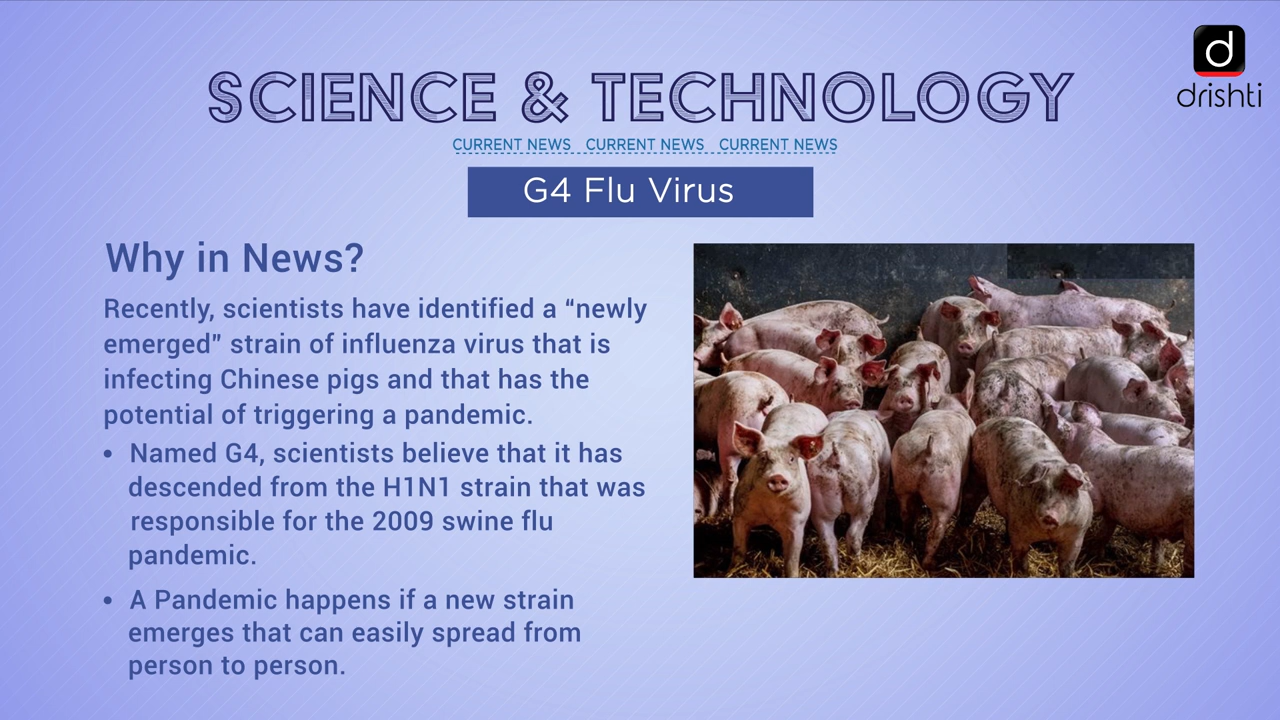 drishti
SCIENCE & TECHNOLOGY
CURRENT NEWS CURRENT NEWS CURRENT NEWS
G4 Flu Virus
Why in News?
Recently, scientists have identified a “newly
emerged” strain of influenza virus that is
infecting Chinese pigs and that has the
potential of triggering a pandemic.
• Named G4, scientists believe that it has
descended from the H1N1 strain that was
responsible for the 2009 swine flu
pandemic.
• A Pandemic happens if a new strain
emerges that can easily spread from
person to person.